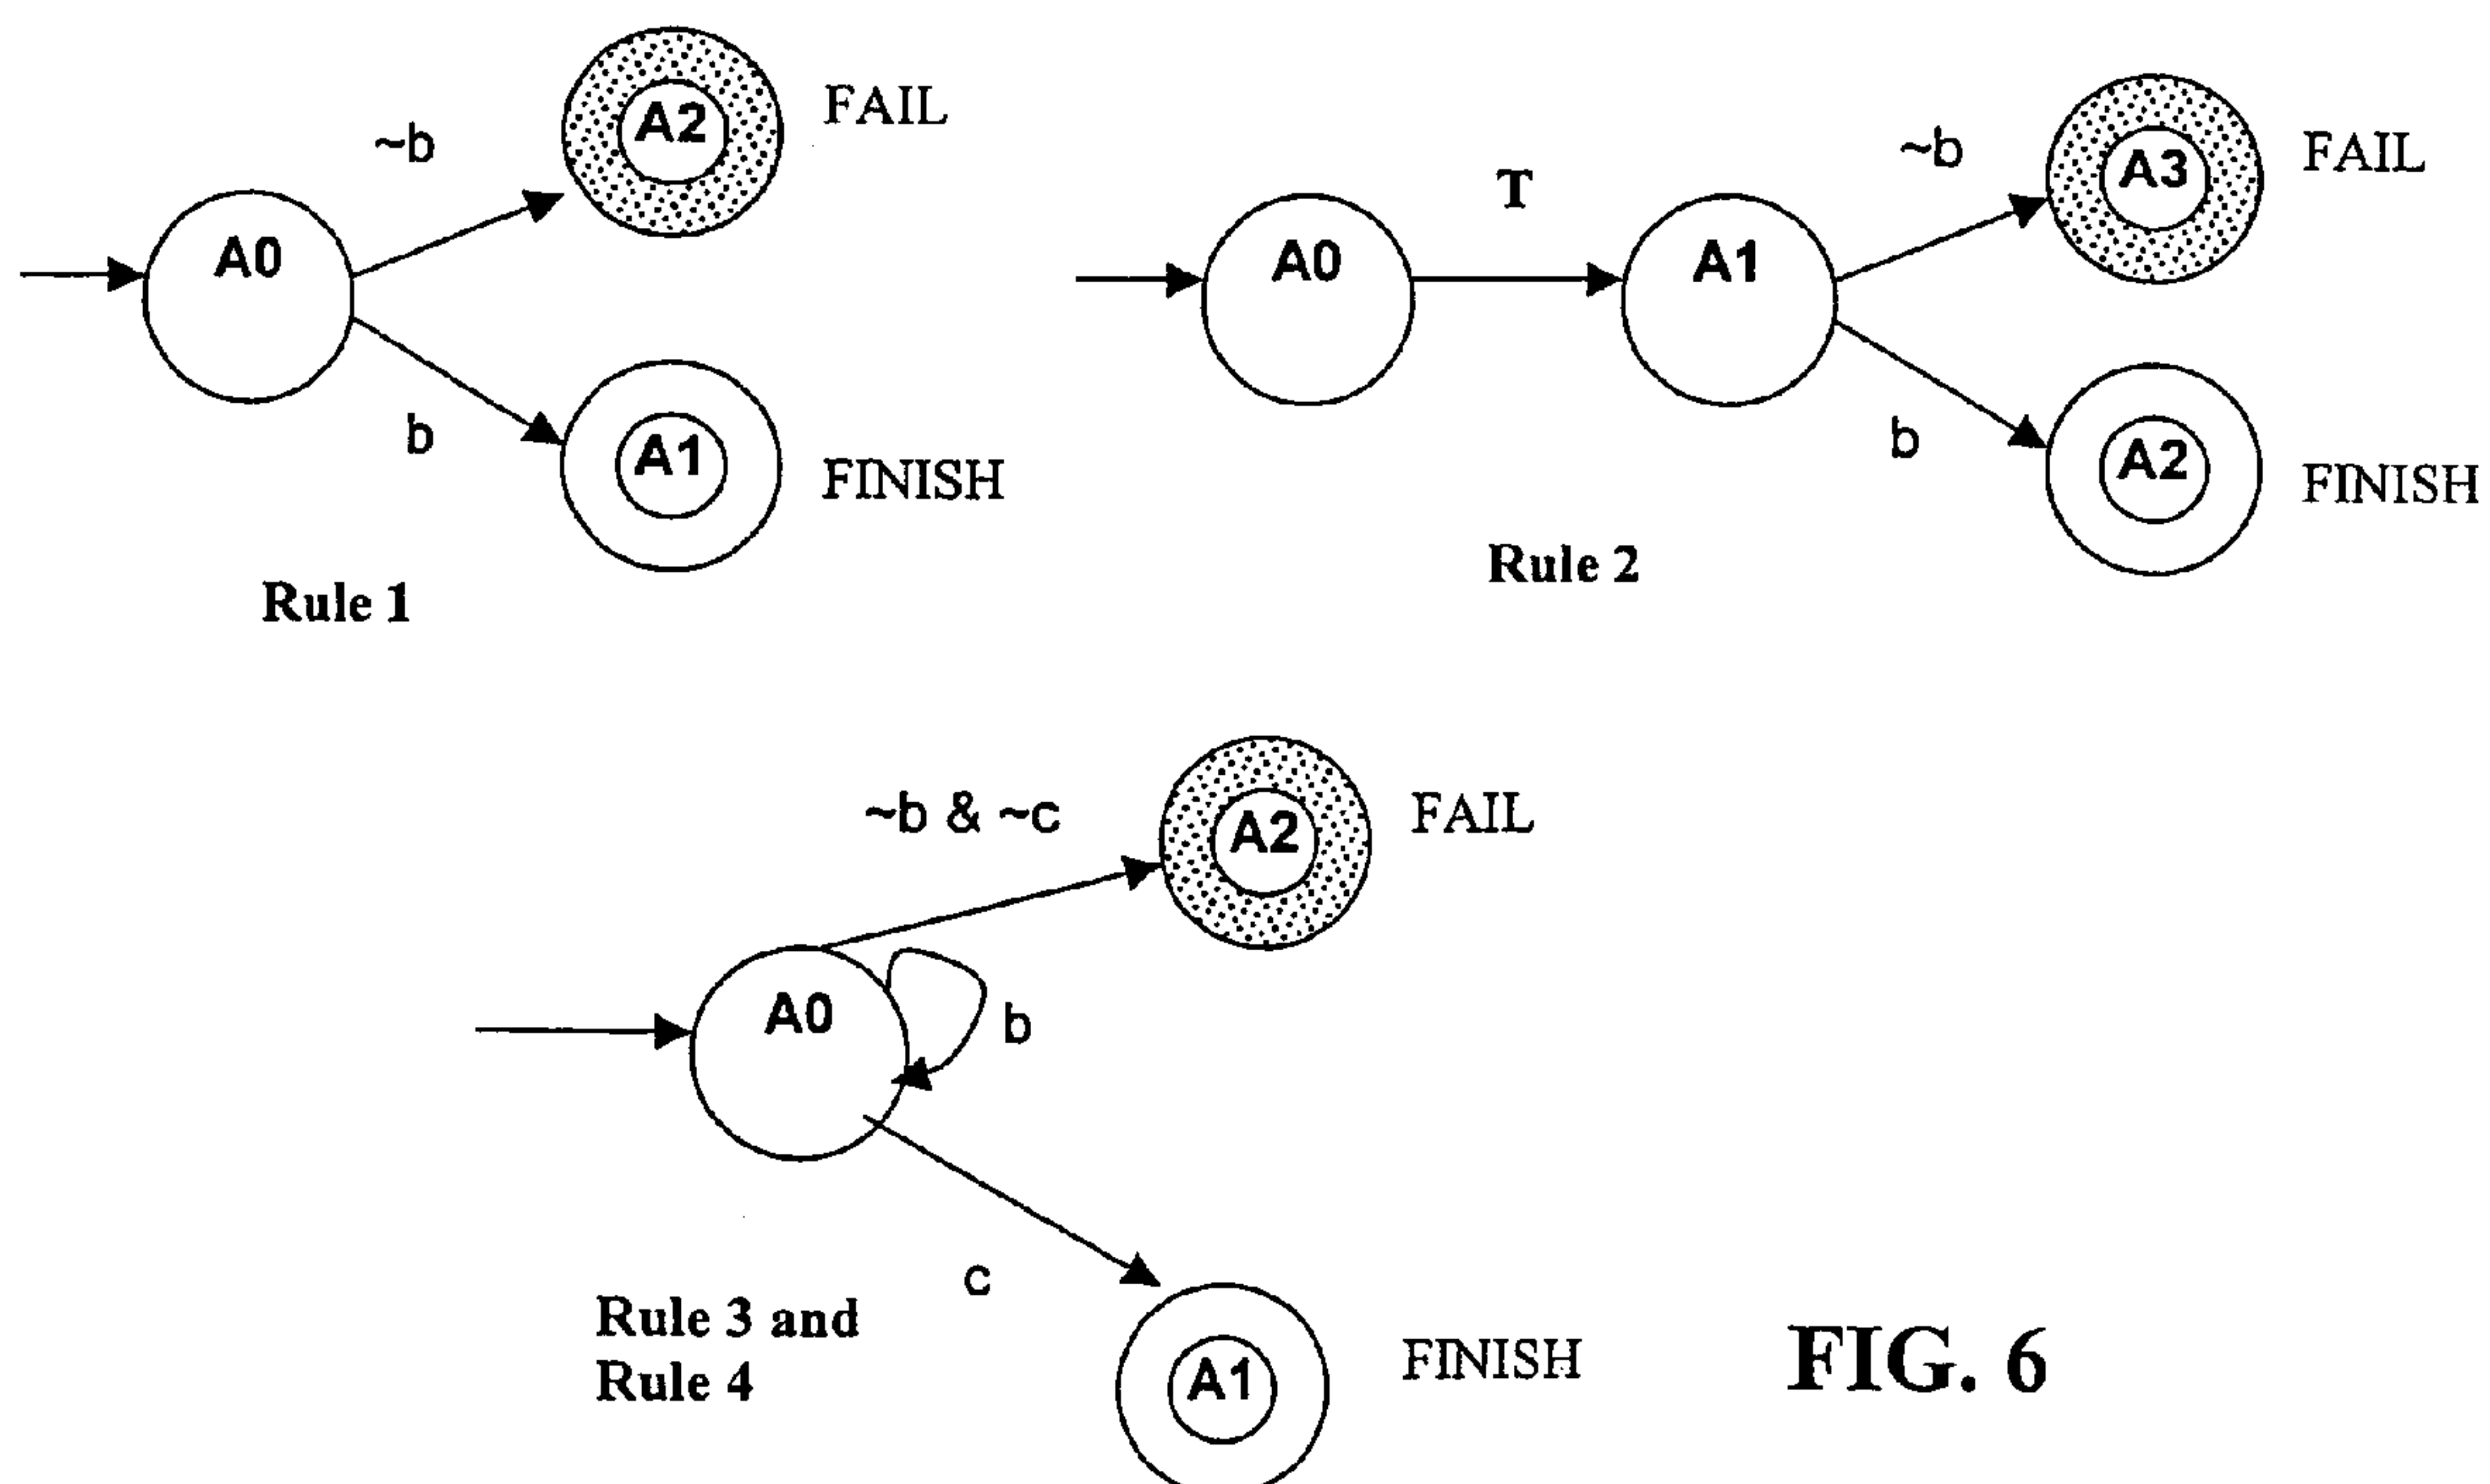 ~b
A2
FAIL
A0
b
A1
FINISH
Rule 1
T
~b
A3
FAIL
A0
A1
b
A2
FINISH
Rule 2
~b & ~c
A2
FAIL
A0
b
c
A1
FINISH
Rule 3 and
Rule 4
FIG. 6